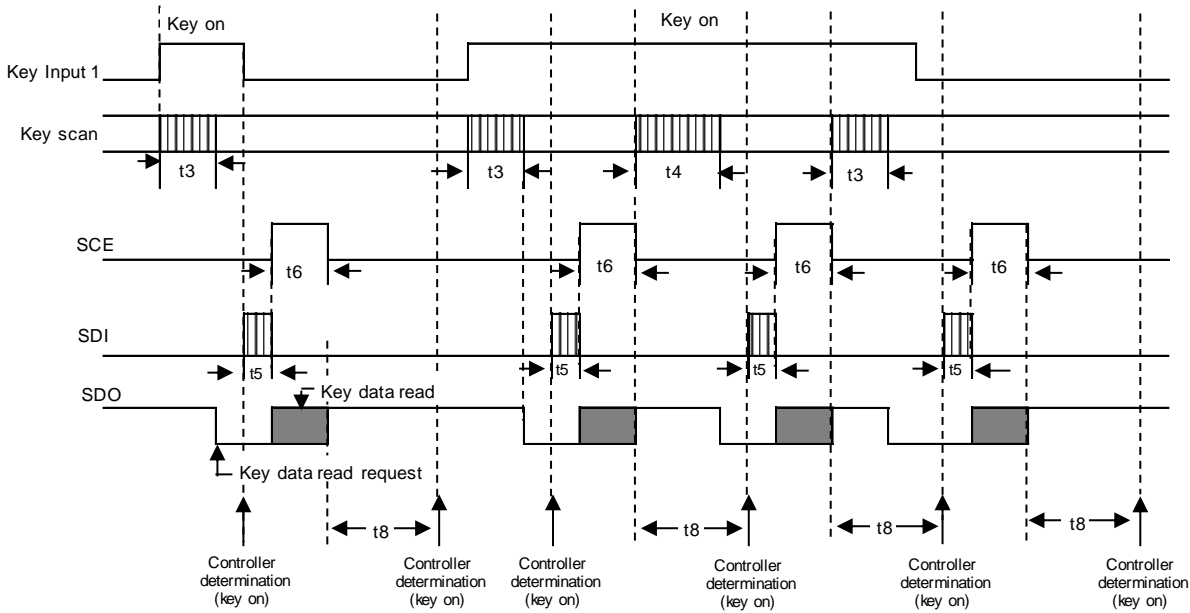 Key on
Key on
Key Input 1
Key scan
t3
t3
t4
t3
SCE
t6
t6
t6
t6
SDI
t5
t5
t5
t5
SDO
Key data read
Key data read request
t8
t8
t8
t8
Controller
determination
(key on)
Controller
determination
(key on)
Controller
determination
(key on)
Controller
determination
(key on)
Controller
determination
(key on)
Controller
determination
(key on)